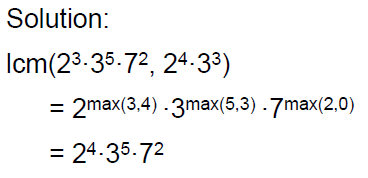 Solution:
lcm(2³·3⁵·7², 2⁴·3³)
= 2^max(3,4) ·3^max(5,3) ·7^max(2,0)
= 2⁴·3⁵·7²